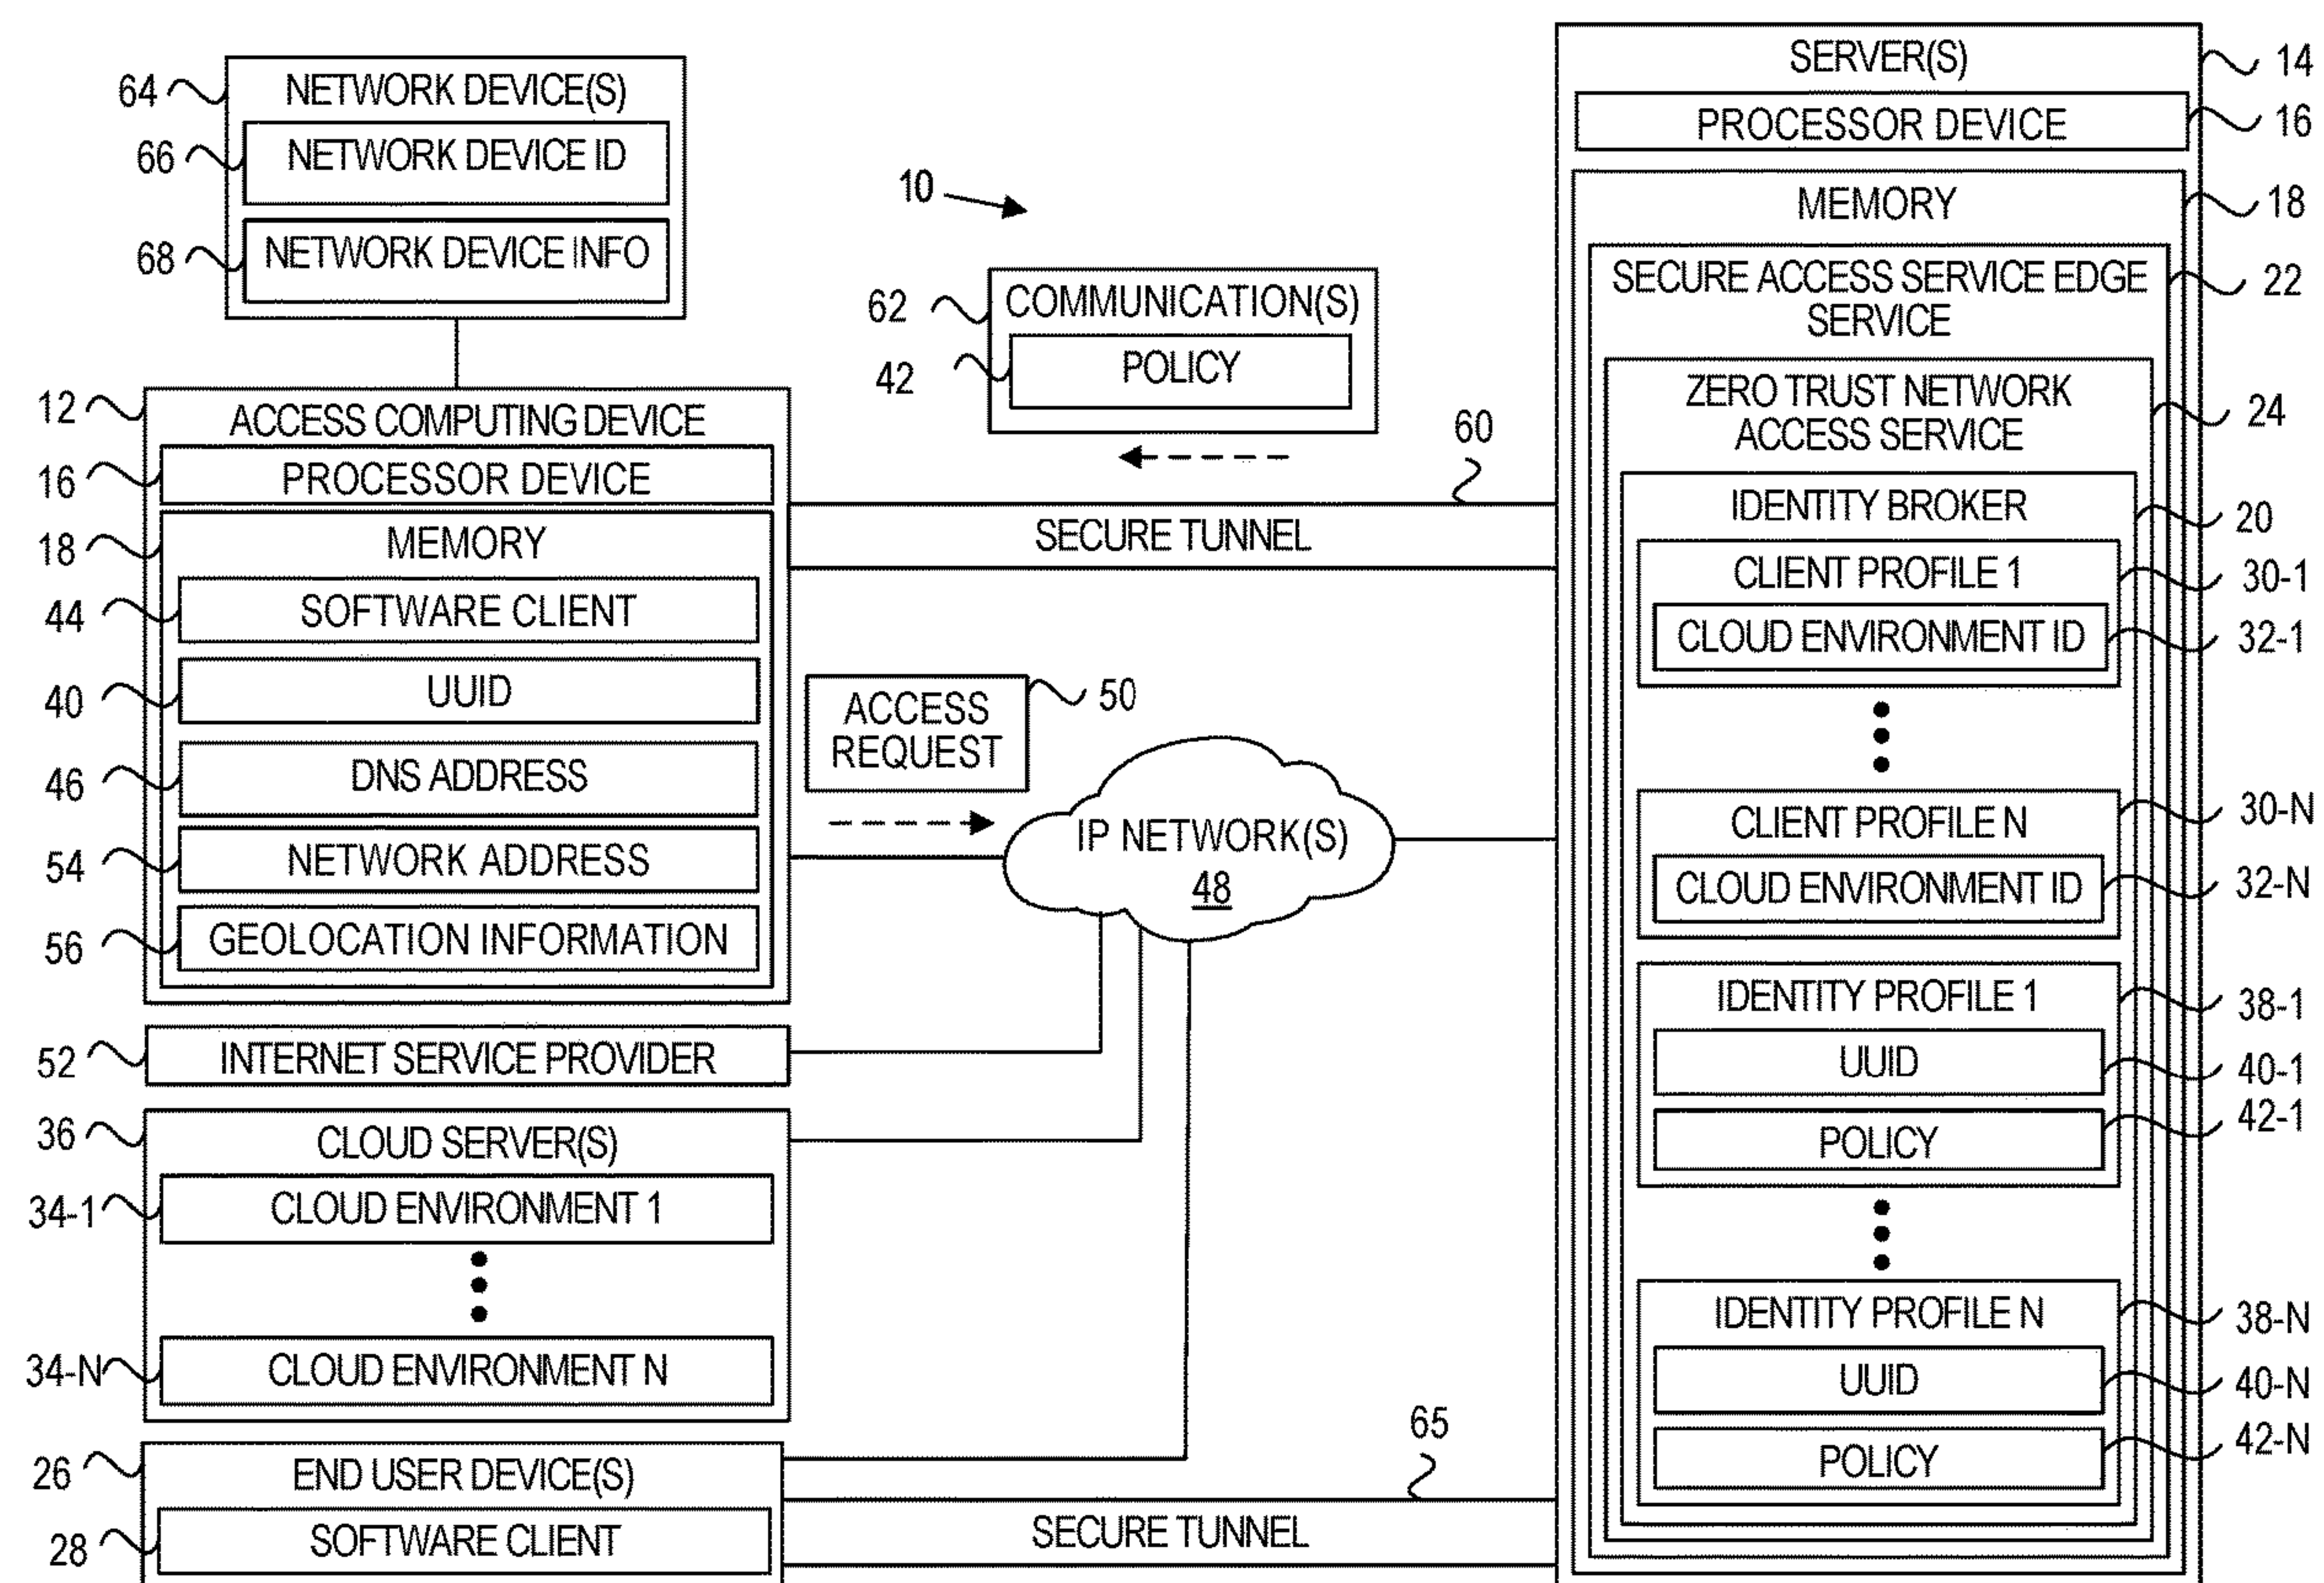 64
NETWORK DEVICE(S)
66
NETWORK DEVICE ID
68
NETWORK DEVICE INFO
10
62
COMMUNICATION(S)
42
POLICY
12
ACCESS COMPUTING DEVICE
16
PROCESSOR DEVICE
18
MEMORY
44
SOFTWARE CLIENT
40
UUID
46
DNS ADDRESS
54
NETWORK ADDRESS
56
GEOLOCATION INFORMATION
60
SECURE TUNNEL
ACCESS
REQUEST
50
IP NETWORK(S)
48
52
INTERNET SERVICE PROVIDER
36
CLOUD SERVER(S)
34-1
CLOUD ENVIRONMENT 1
34-N
CLOUD ENVIRONMENT N
26
END USER DEVICE(S)
28
SOFTWARE CLIENT
65
SECURE TUNNEL
SERVER(S)
14
PROCESSOR DEVICE
16
MEMORY
18
SECURE ACCESS SERVICE EDGE
SERVICE
22
ZERO TRUST NETWORK
ACCESS SERVICE
24
IDENTITY BROKER
20
CLIENT PROFILE 1
30-1
CLOUD ENVIRONMENT ID
32-1
CLIENT PROFILE N
30-N
CLOUD ENVIRONMENT ID
32-N
IDENTITY PROFILE 1
38-1
UUID
40-1
POLICY
42-1
IDENTITY PROFILE N
38-N
UUID
40-N
POLICY
42-N